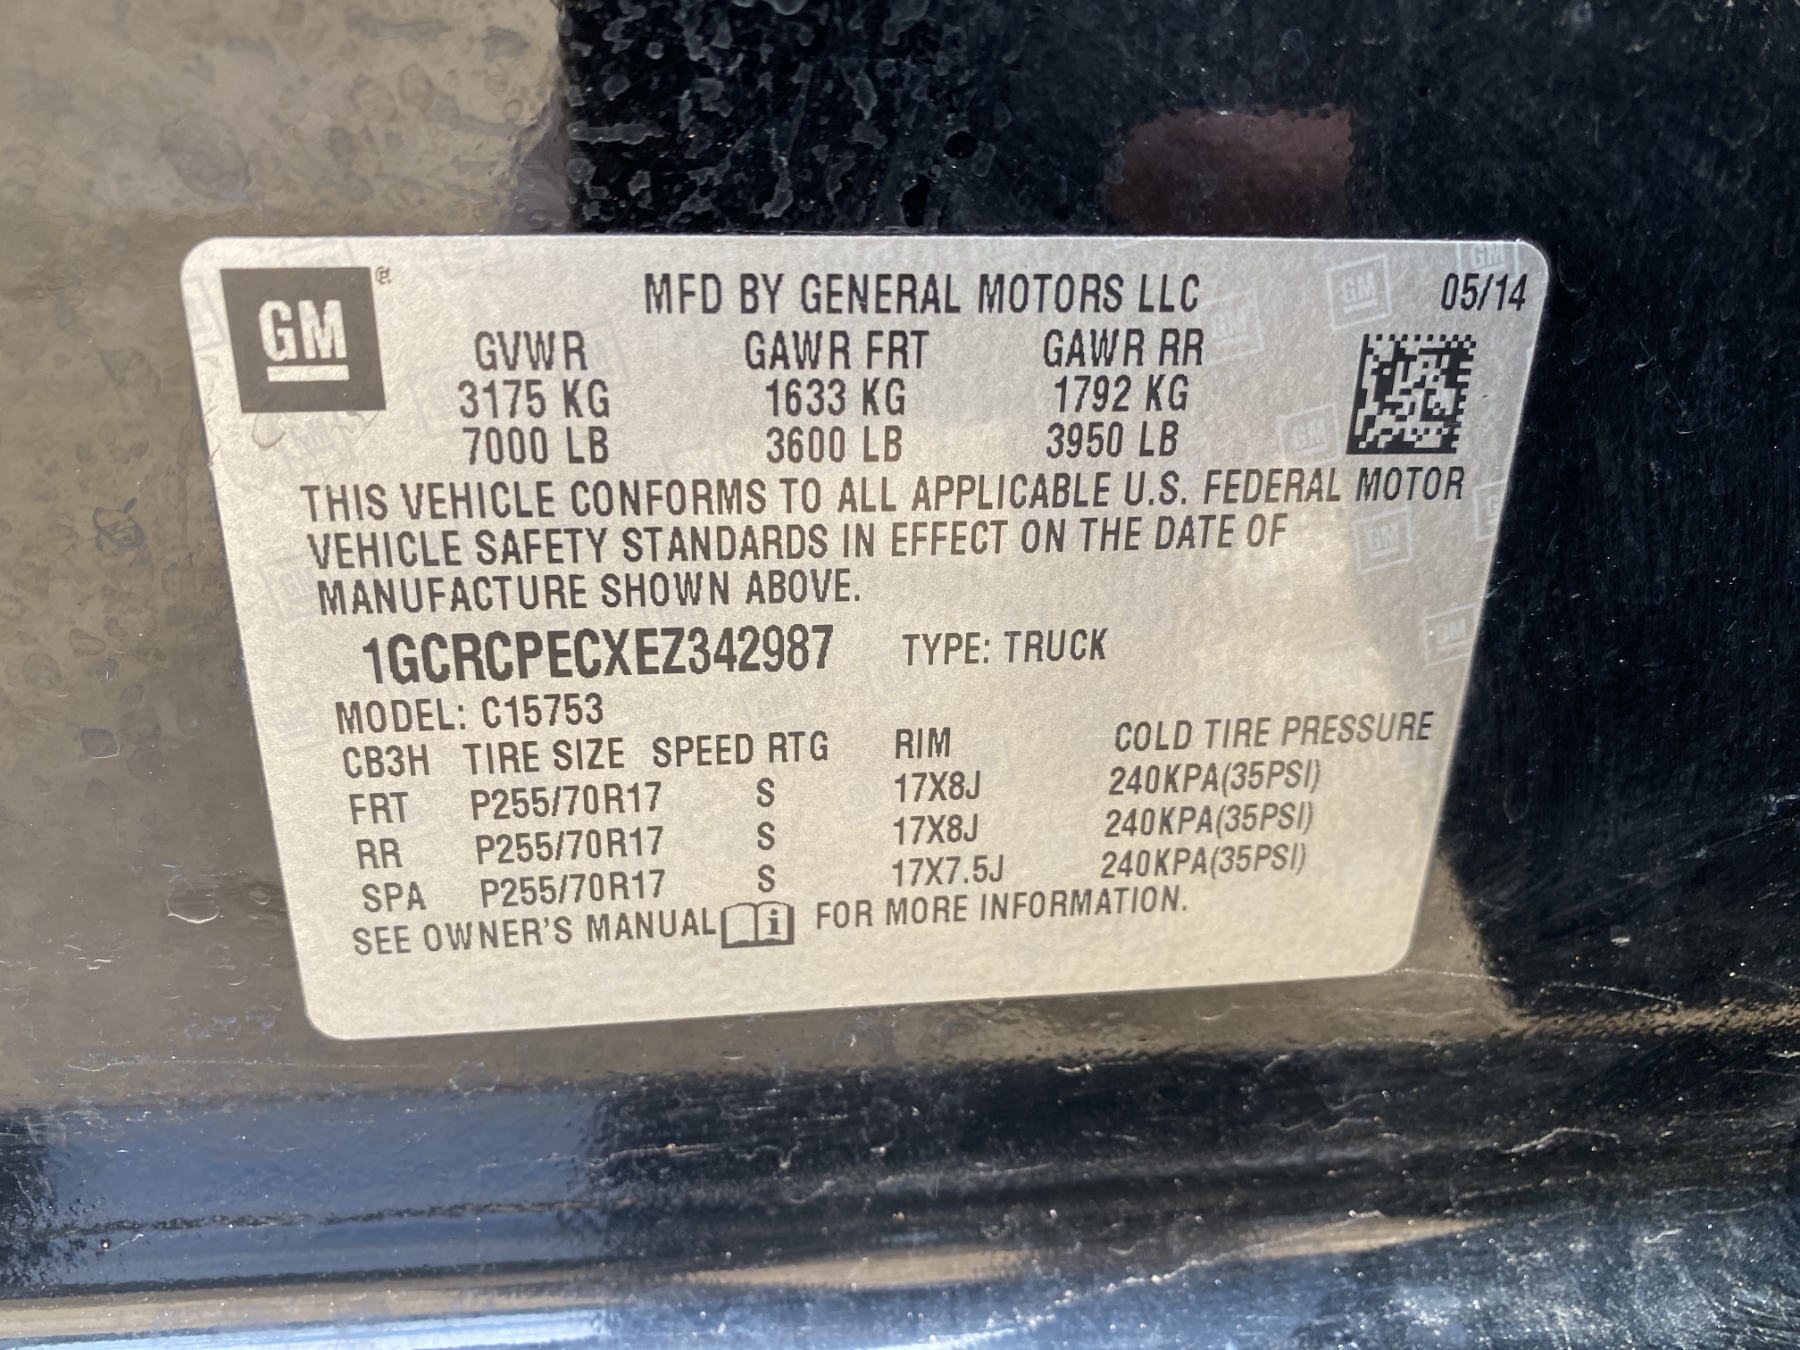 GM®
MFD BY GENERAL MOTORS LLC 05/14
GVWR GAWR FRT GAWR RR
3175 KG 1633 KG 1792 KG
7000 LB 3600 LB 3950 LB
THIS VEHICLE CONFORMS TO ALL APPLICABLE U.S. FEDERAL MOTOR
VEHICLE SAFETY STANDARDS IN EFFECT ON THE DATE OF
MANUFACTURE SHOWN ABOVE.
1GCRCPECXEZ342987 TYPE: TRUCK
MODEL: C15753
CB3H TIRE SIZE SPEED RTG RIM COLD TIRE PRESSURE
FRT P255/70R17 S 17X8J 240KPA(35PSI)
RR P255/70R17 S 17X8J 240KPA(35PSI)
SPA P255/70R17 S 17X7.5J 240KPA(35PSI)
SEE OWNER'S MANUAL i FOR MORE INFORMATION.